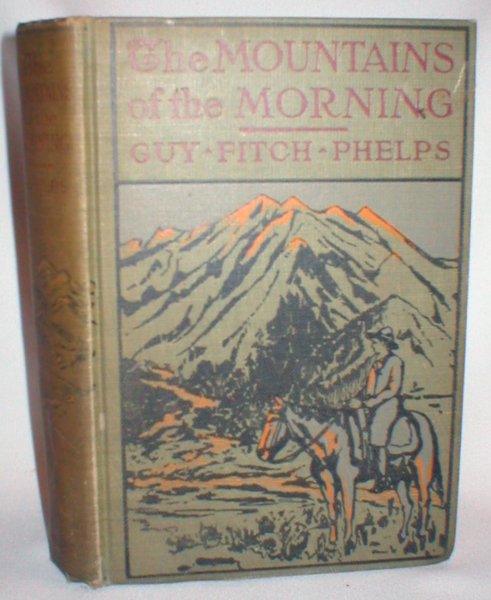 The MOUNTAINS
of the MORNING
GUY · FITCH · PHELPS